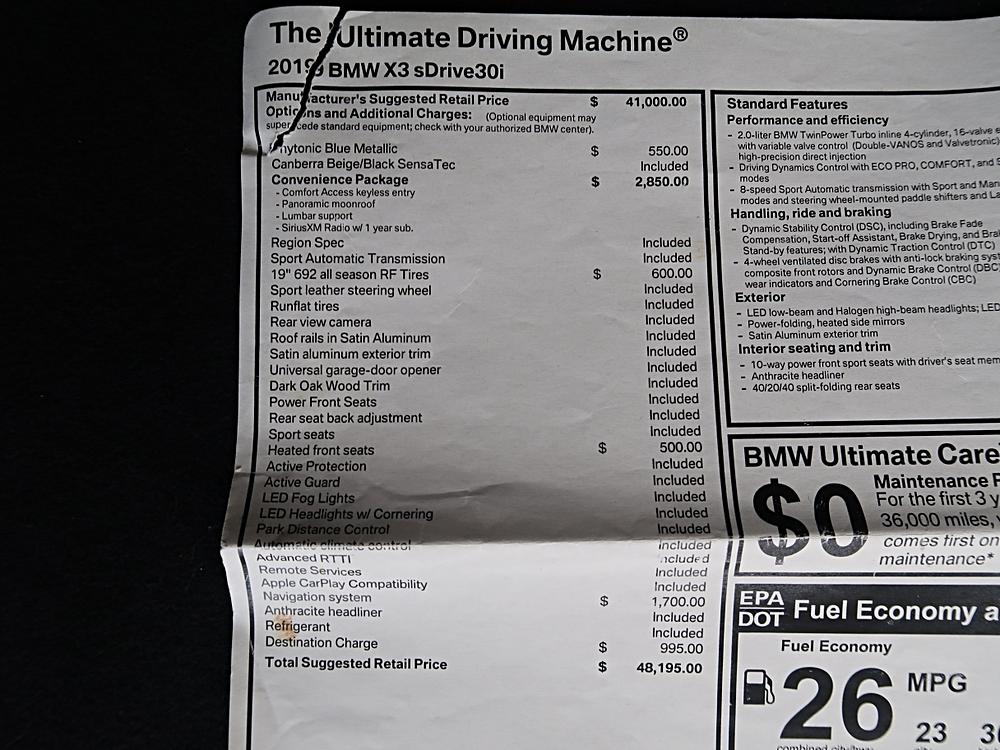 The Ultimate Driving Machine®
2019 BMW X3 sDrive30i
Manufacturer's Suggested Retail Price $ 41,000.00
Options and Additional Charges: (Optional equipment may
supercede standard equipment; check with your authorized BMW center).
Phytonic Blue Metallic $ 550.00
Canberra Beige/Black SensaTec Included
Convenience Package $ 2,850.00
- Comfort Access keyless entry
- Panoramic moonroof
- Lumbar support
- SiriusXM Radio w/ 1 year sub.
Region Spec Included
Sport Automatic Transmission Included
19" 692 all season RF Tires $ 600.00
Sport leather steering wheel Included
Runflat tires Included
Rear view camera Included
Roof rails in Satin Aluminum Included
Satin aluminum exterior trim Included
Universal garage-door opener Included
Dark Oak Wood Trim Included
Power Front Seats Included
Rear seat back adjustment Included
Sport seats Included
Heated front seats $ 500.00
Active Protection Included
Active Guard Included
LED Fog Lights Included
LED Headlights w/ Cornering Included
Park Distance Control Included
Automatic climate control Included
Advanced RTTI Included
Remote Services Included
Apple CarPlay Compatibility Included
Navigation system $ 1,700.00
Anthracite headliner Included
Refrigerant Included
Destination Charge $ 995.00
Total Suggested Retail Price $ 48,195.00
Standard Features
Performance and efficiency
- 2.0-liter BMW TwinPower Turbo inline 4-cylinder, 16-valve
with variable valve control (Double-VANOS and Valvetronic)
high-precision direct injection
- Driving Dynamics Control with ECO PRO, COMFORT, and
modes
- 8-speed Sport Automatic transmission with Sport and
modes and steering wheel-mounted paddle shifters and
Handling, ride and braking
- Dynamic Stability Control (DSC), including Brake Fade
Compensation, Start-off Assistant, Brake Drying, and
Stand-by features; with Dynamic Traction Control (DTC)
- 4-wheel ventilated disc brakes with anti-lock braking
composite front rotors and Dynamic Brake Control (DBC)
wear indicators and Cornering Brake Control (CBC)
Exterior
- LED low-beam and Halogen high-beam headlights; LED
- Power-folding, heated side mirrors
- Satin Aluminum exterior trim
Interior seating and trim
- 10-way power front sport seats with driver's seat
- Anthracite headliner
- 40/20/40 split-folding rear seats
BMW Ultimate Care
$0
Maintenance
For the first 3
36,000 miles,
comes first on
maintenance*
EPA
DOT
Fuel Economy
Fuel Economy
26 MPG
23